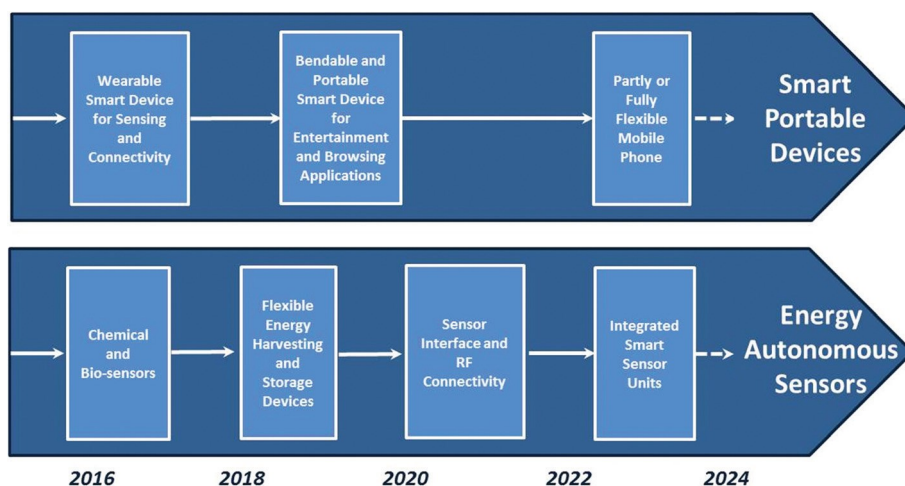 Wearable
Smart Device
for Sensing
and
Connectivity
Bendable and
Portable
Smart Device
for
Entertainment
and Browsing
Applications
Partly or
Fully
Flexible
Mobile
Phone
Smart
Portable
Devices
Chemical
and
Bio-sensors
Flexible
Energy
Harvesting
and
Storage
Devices
Sensor
Interface and
RF
Connectivity
Integrated
Smart
Sensor
Units
Energy
Autonomous
Sensors
2016 2018 2020 2022 2024